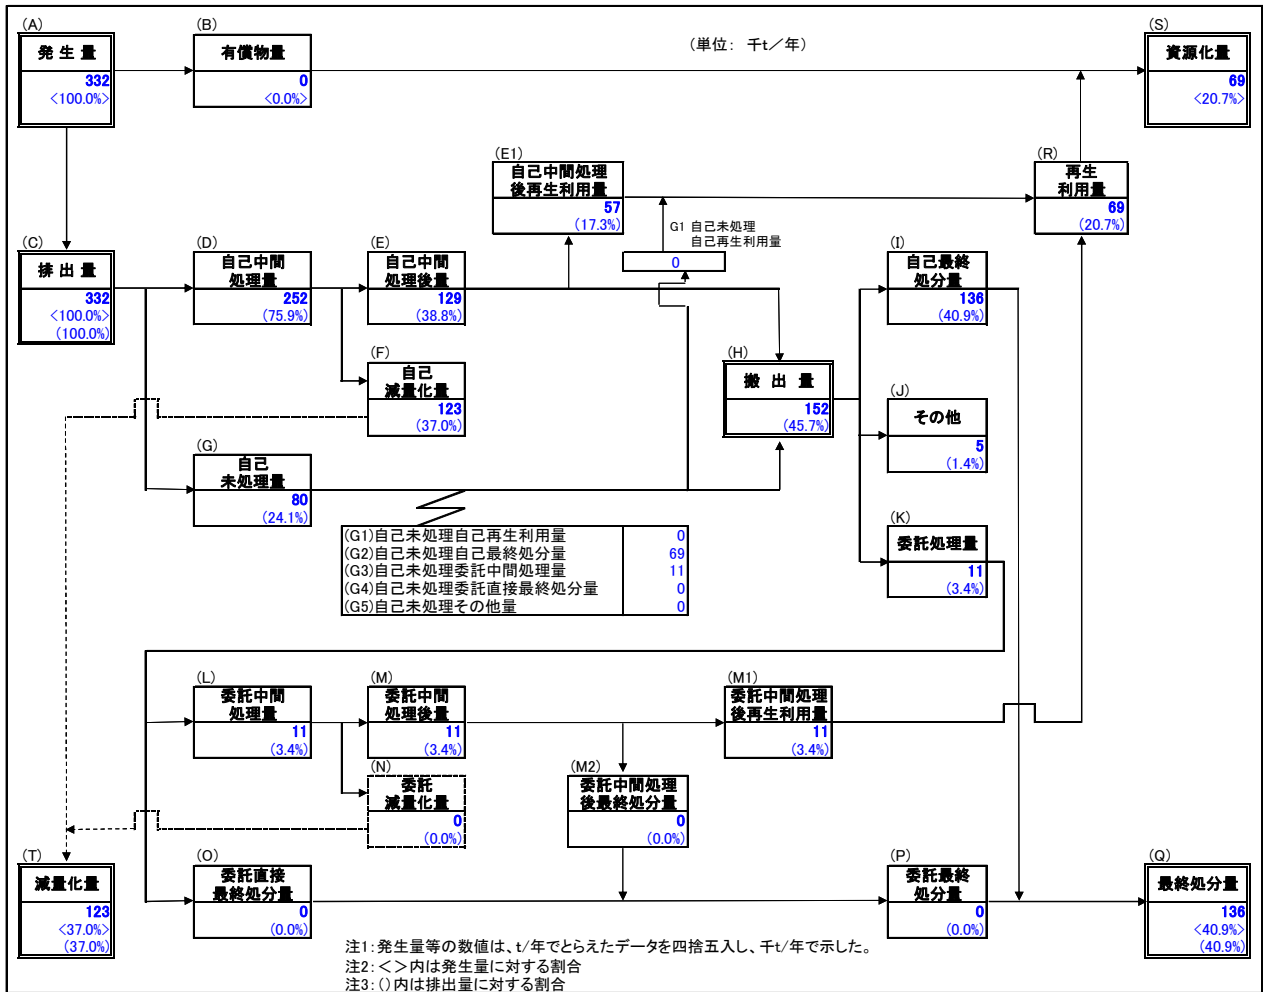 (A)
発 生 量
332
<100.0%>
(B)
有償物量
0
<0.0%>
(単位: 千t/年)
(S)
資源化量
69
<20.7%>
(E1)
自己中間処理
後再生利用量
57
(17.3%)
(R)
再生
利用量
69
(20.7%)
G1 自己未処理
自己再生利用量
0
(C)
排 出 量
332
<100.0%>
(100.0%)
(D)
自己中間
処理量
252
(75.9%)
(E)
自己中間
処理後量
129
(38.8%)
(I)
自己最終
処分量
136
(40.9%)
(F)
自己
減量化量
123
(37.0%)
(H)
搬 出 量
152
(45.7%)
(J)
その他
5
(1.4%)
(G)
自己
未処理量
80
(24.1%)
(G1)自己未処理自己再生利用量 0
(G2)自己未処理自己最終処分量 69
(G3)自己未処理委託中間処理量 11
(G4)自己未処理委託直接最終処分量 0
(G5)自己未処理その他量 0
(K)
委託処理量
11
(3.4%)
(L)
委託中間
処理量
11
(3.4%)
(M)
委託中間
処理後量
11
(3.4%)
(M1)
委託中間処理
後再生利用量
11
(3.4%)
(N)
委託
減量化量
0
(0.0%)
(M2)
委託中間処理
後最終処分量
0
(0.0%)
(T)
減量化量
123
<37.0%>
(37.0%)
(O)
委託直接
最終処分量
0
(0.0%)
(P)
委託最終
処分量
0
(0.0%)
(Q)
最終処分量
136
<40.9%>
(40.9%)
注1:発生量等の数値は、t/年でとらえたデータを四捨五入し、千t/年で示した。
注2:<>内は発生量に対する割合
注3:()内は排出量に対する割合